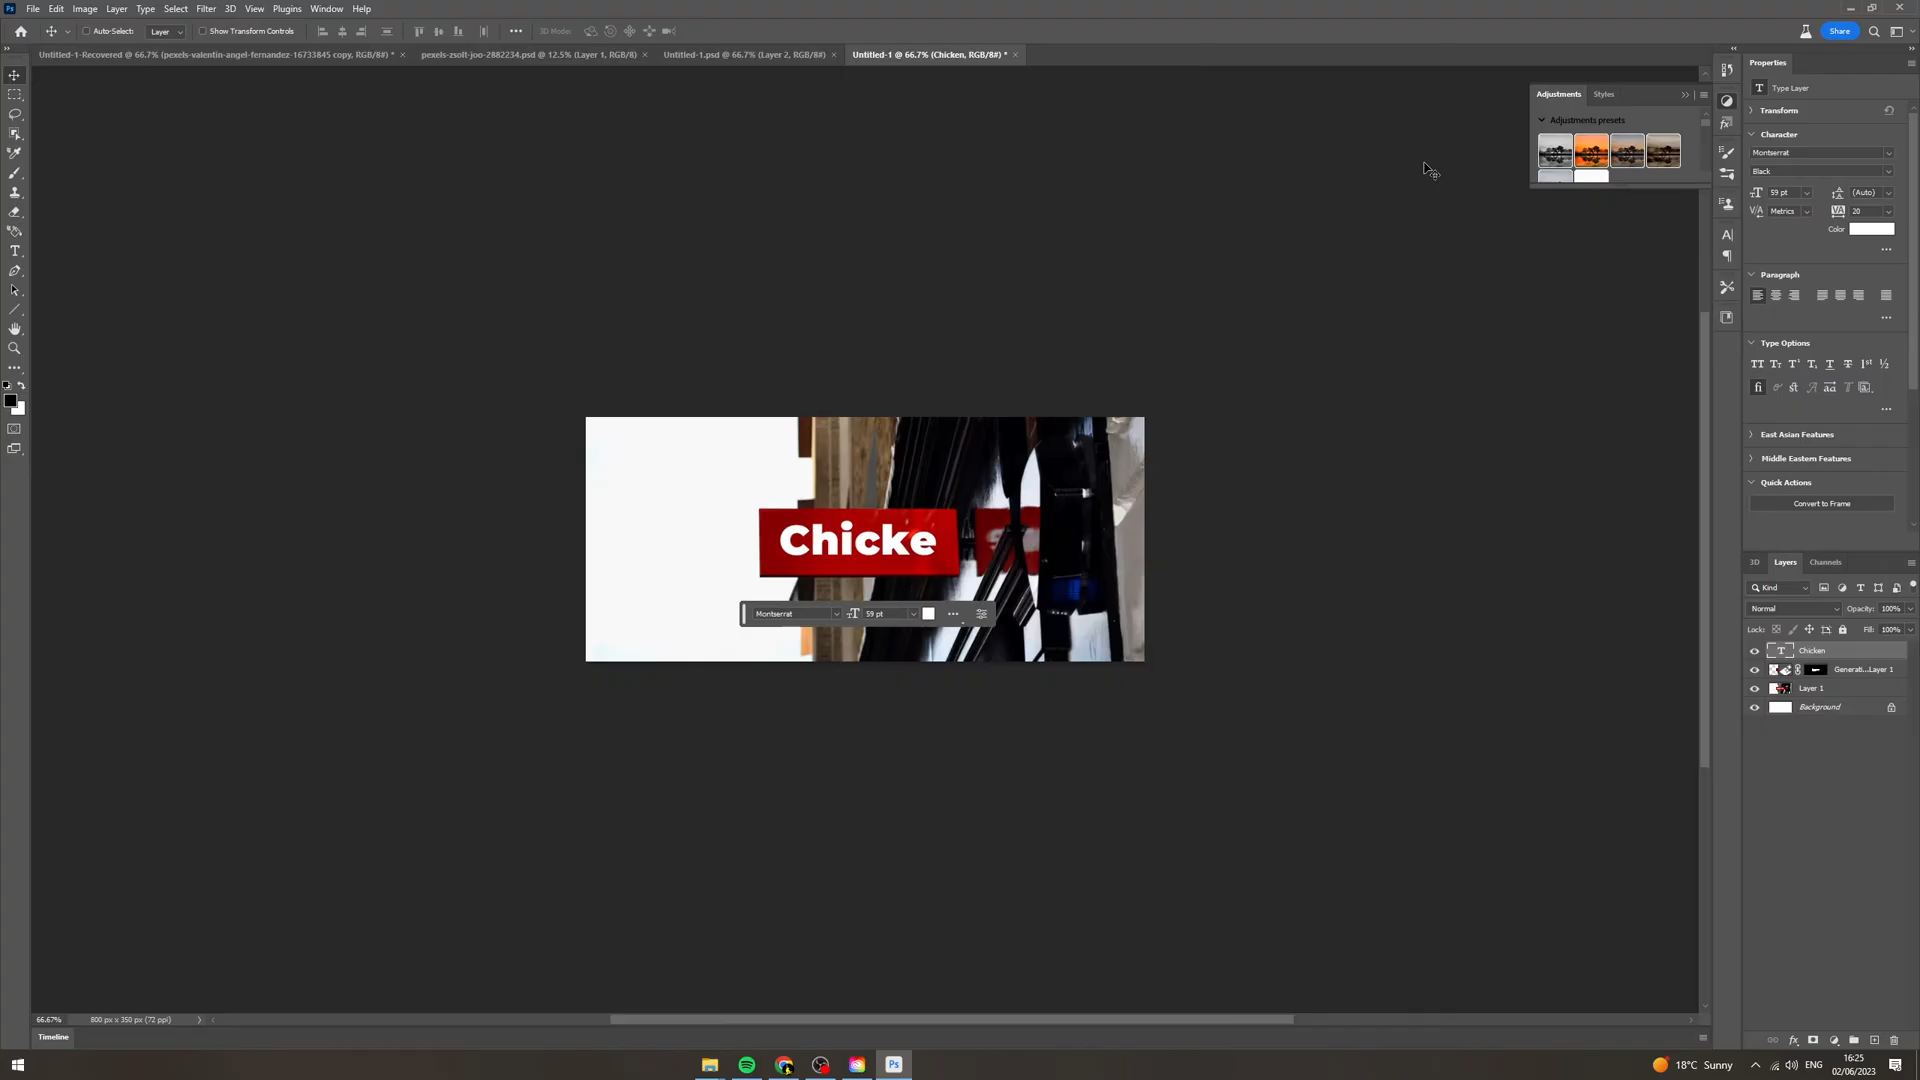 File Edit Image Layer Type Select Filter 3D View Plugins Window Help
Auto-Select: Layer Show Transform Controls 3D Mode: Share
Untitled-1-Recovered @ 66.7% (pexels-valentin-angel-fernandez-16733845 copy, RGB/8#) *
pexels-zsolt-joo-2882234.psd @ 12.5% (Layer 1, RGB/8)
Untitled-1.psd @ 66.7% (Layer 2, RGB/8#)
Untitled-1 @ 66.7% (Chicken, RGB/8#) *
Adjustments Styles
Adjustments presets
Chicke
Montserrat 59 pt
Properties
Type Layer
Transform
Character
Montserrat
Black
59 pt (Auto)
Metrics 20
Color
Paragraph
Type Options
East Asian Features
Middle Eastern Features
Quick Actions
Convert to Frame
3D Layers Channels
Kind
Normal Opacity: 100%
Lock: Fill: 100%
Chicken
Generati...Layer 1
Layer 1
Background
66.67% 800 px x 350 px (72 ppi)
Timeline
18°C Sunny ENG
16:25
02/06/2023